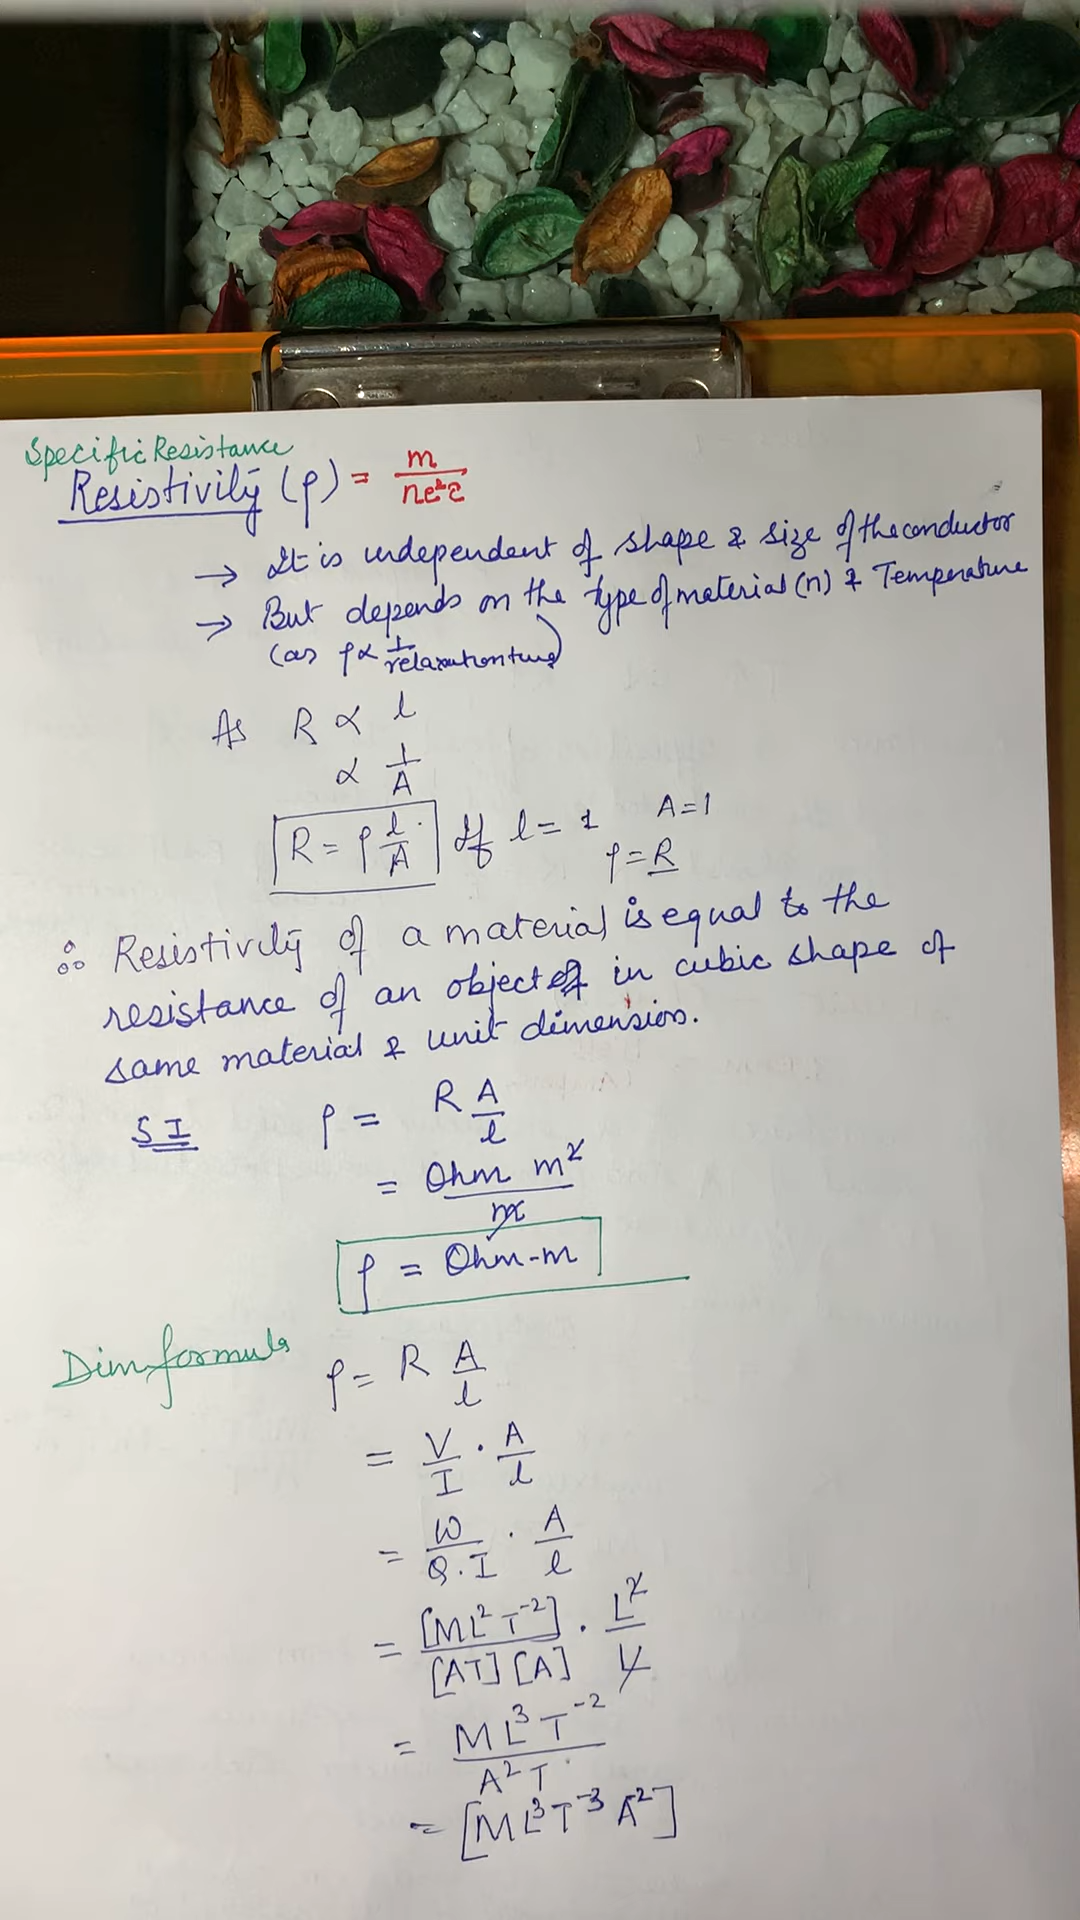 Specific Resistance
Resistivity (ρ) = m/ne²τ
→ It is independent of shape & size of the conductor
→ But depends on the type of material (n) & Temperature
(as ρ ∝ 1/relaxation time)
As R ∝ l
∝ 1/A
R = ρ l/A If l = 1 A = 1
ρ = R
∴ Resistivity of a material is equal to the
resistance of an object in cubic shape of
same material & unit dimension.
SI ρ = R A/l
= Ohm m²/m
ρ = Ohm-m
Dim formula ρ = R A/l
= V/I · A/l
= W/Q.I · A/l
= [ML²T⁻²]/[AT][A] · L²/L
= ML³T⁻²/A²T
= [ML³T⁻³A⁻²]